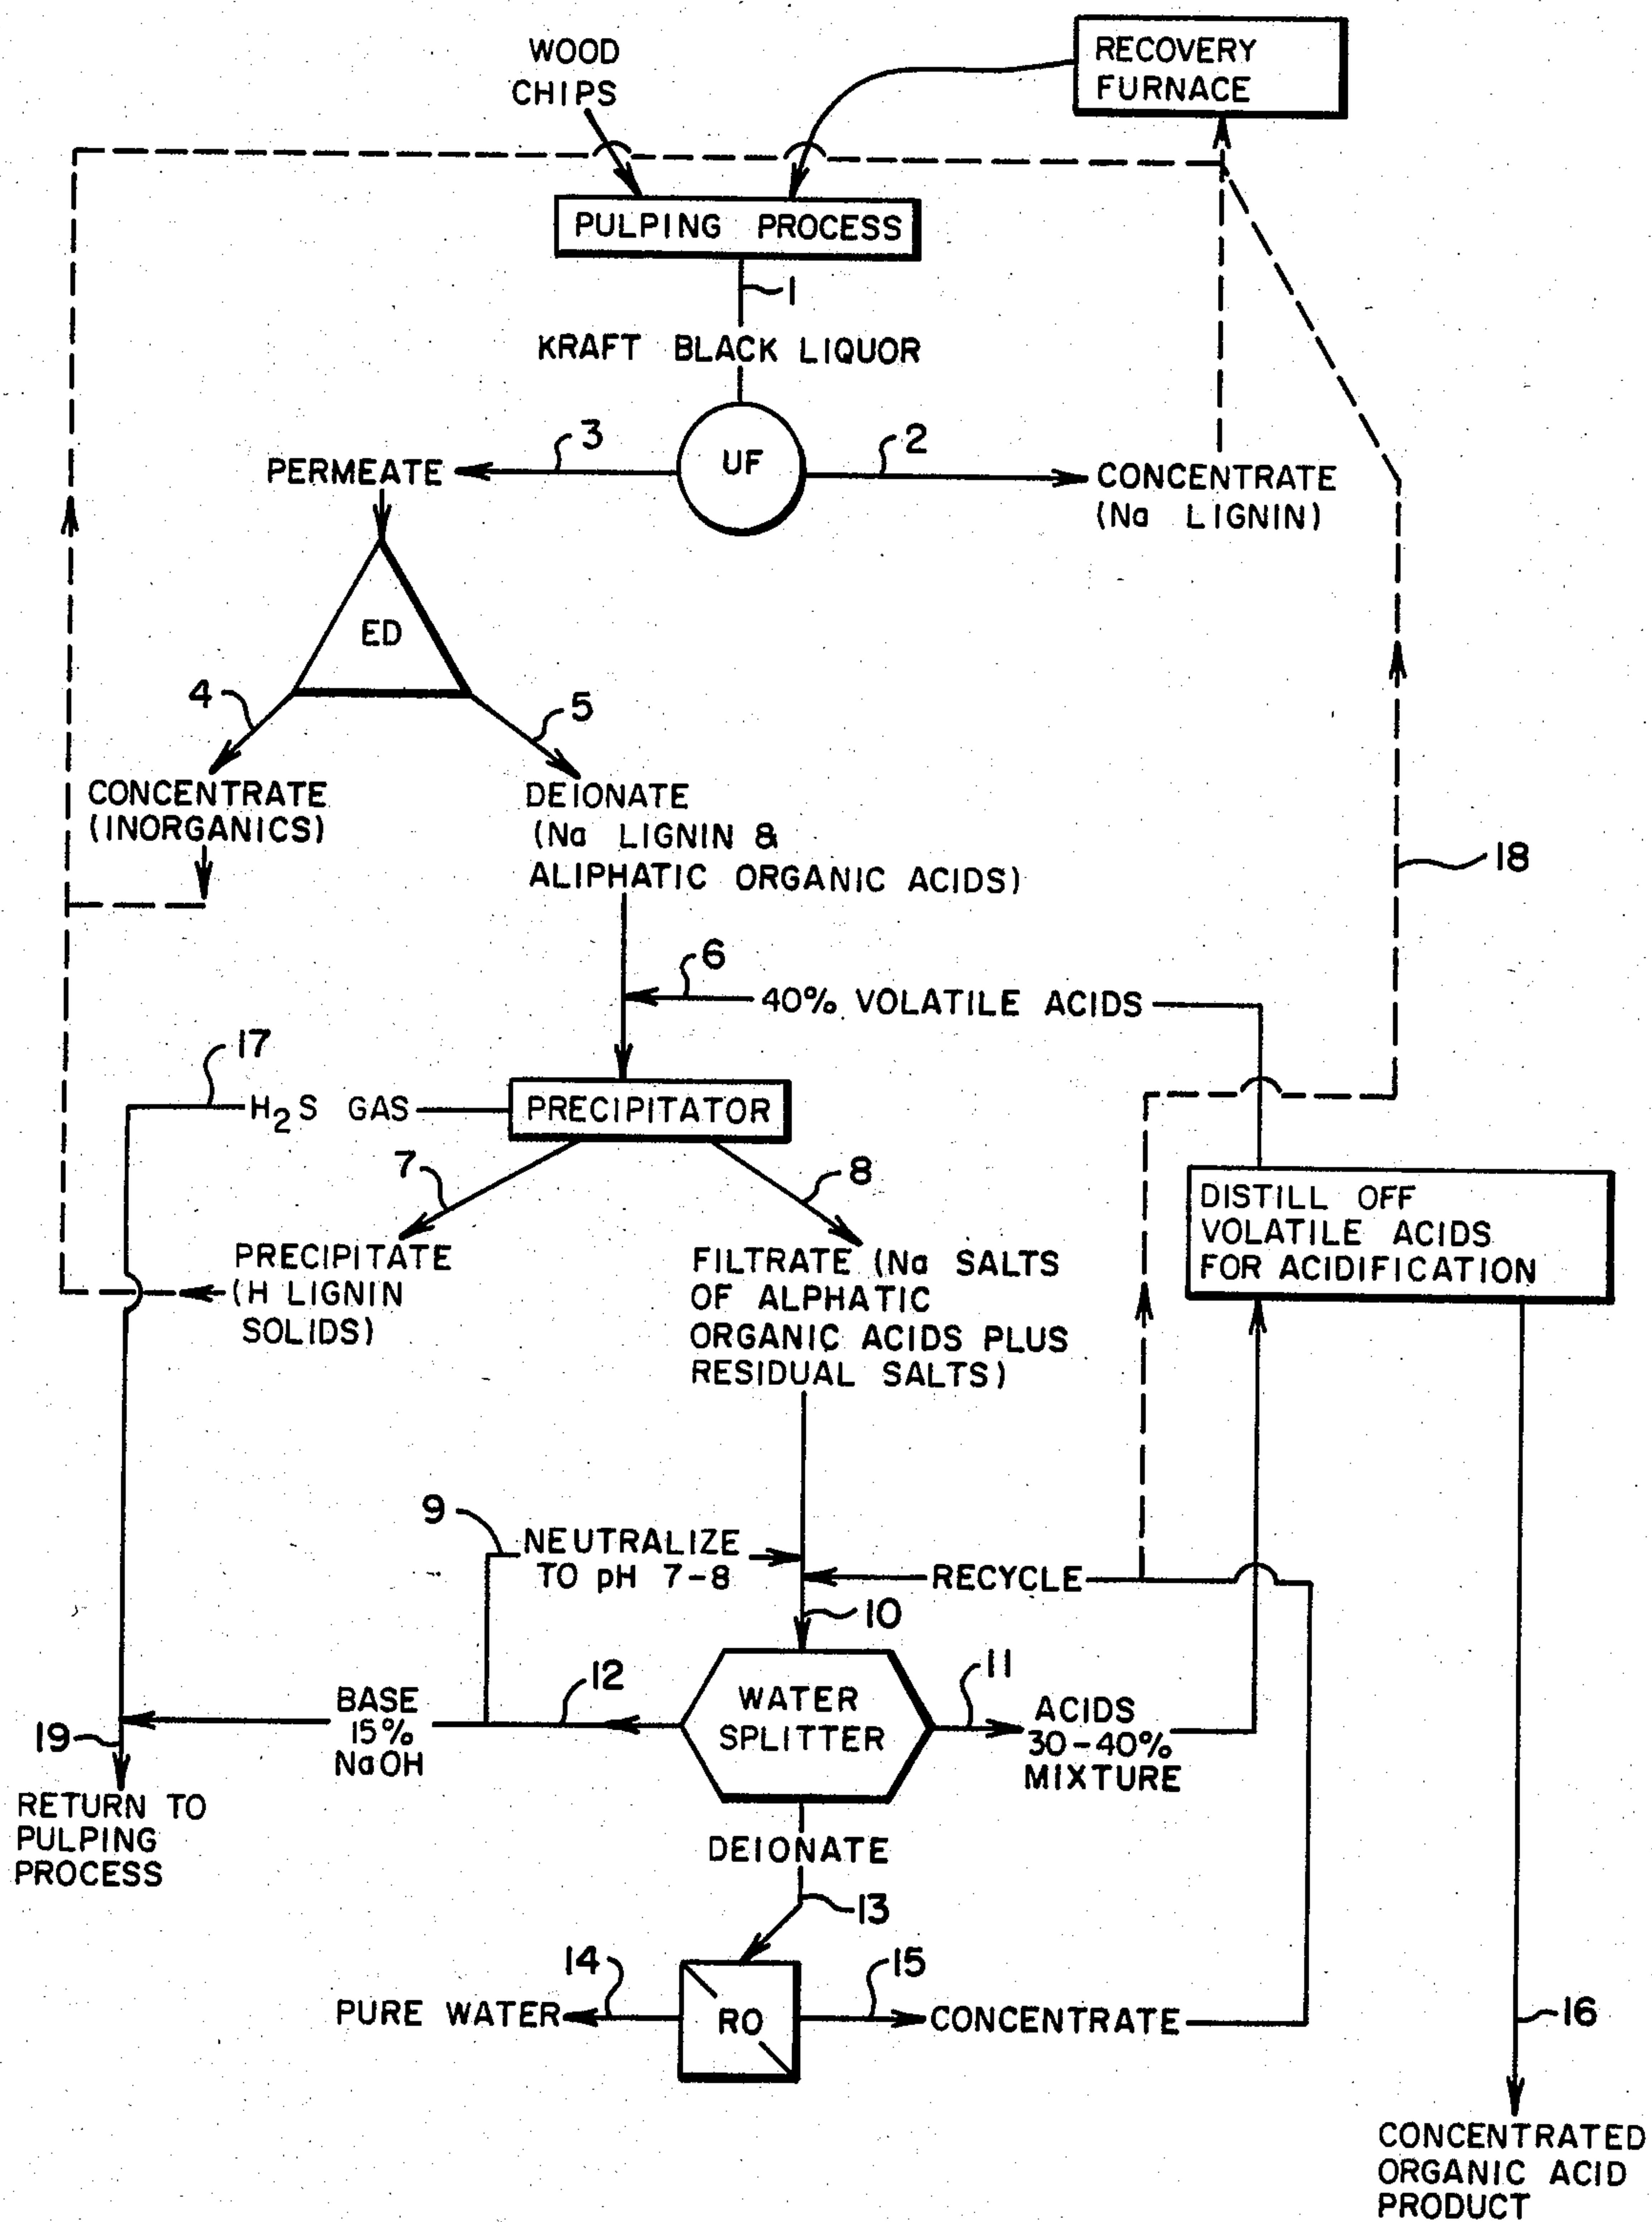 WOOD
CHIPS
RECOVERY
FURNACE
PULPING PROCESS
1
KRAFT BLACK LIQUOR
3
2
PERMEATE
UF
CONCENTRATE
(Na LIGNIN)
ED
4
5
CONCENTRATE
(INORGANICS)
DEIONATE
(Na LIGNIN &
ALIPHATIC ORGANIC ACIDS)
18
6
40% VOLATILE ACIDS
17
H2S GAS
PRECIPITATOR
7
8
DISTILL OFF
VOLATILE ACIDS
FOR ACIDIFICATION
PRECIPITATE
(H LIGNIN
SOLIDS)
FILTRATE (Na SALTS
OF ALPHATIC
ORGANIC ACIDS PLUS
RESIDUAL SALTS)
9
NEUTRALIZE
TO pH 7-8
RECYCLE
10
12
11
BASE
15%
NaOH
WATER
SPLITTER
ACIDS
30-40%
MIXTURE
19
RETURN TO
PULPING
PROCESS
DEIONATE
13
14
15
PURE WATER
RO
CONCENTRATE
16
CONCENTRATED
ORGANIC ACID
PRODUCT